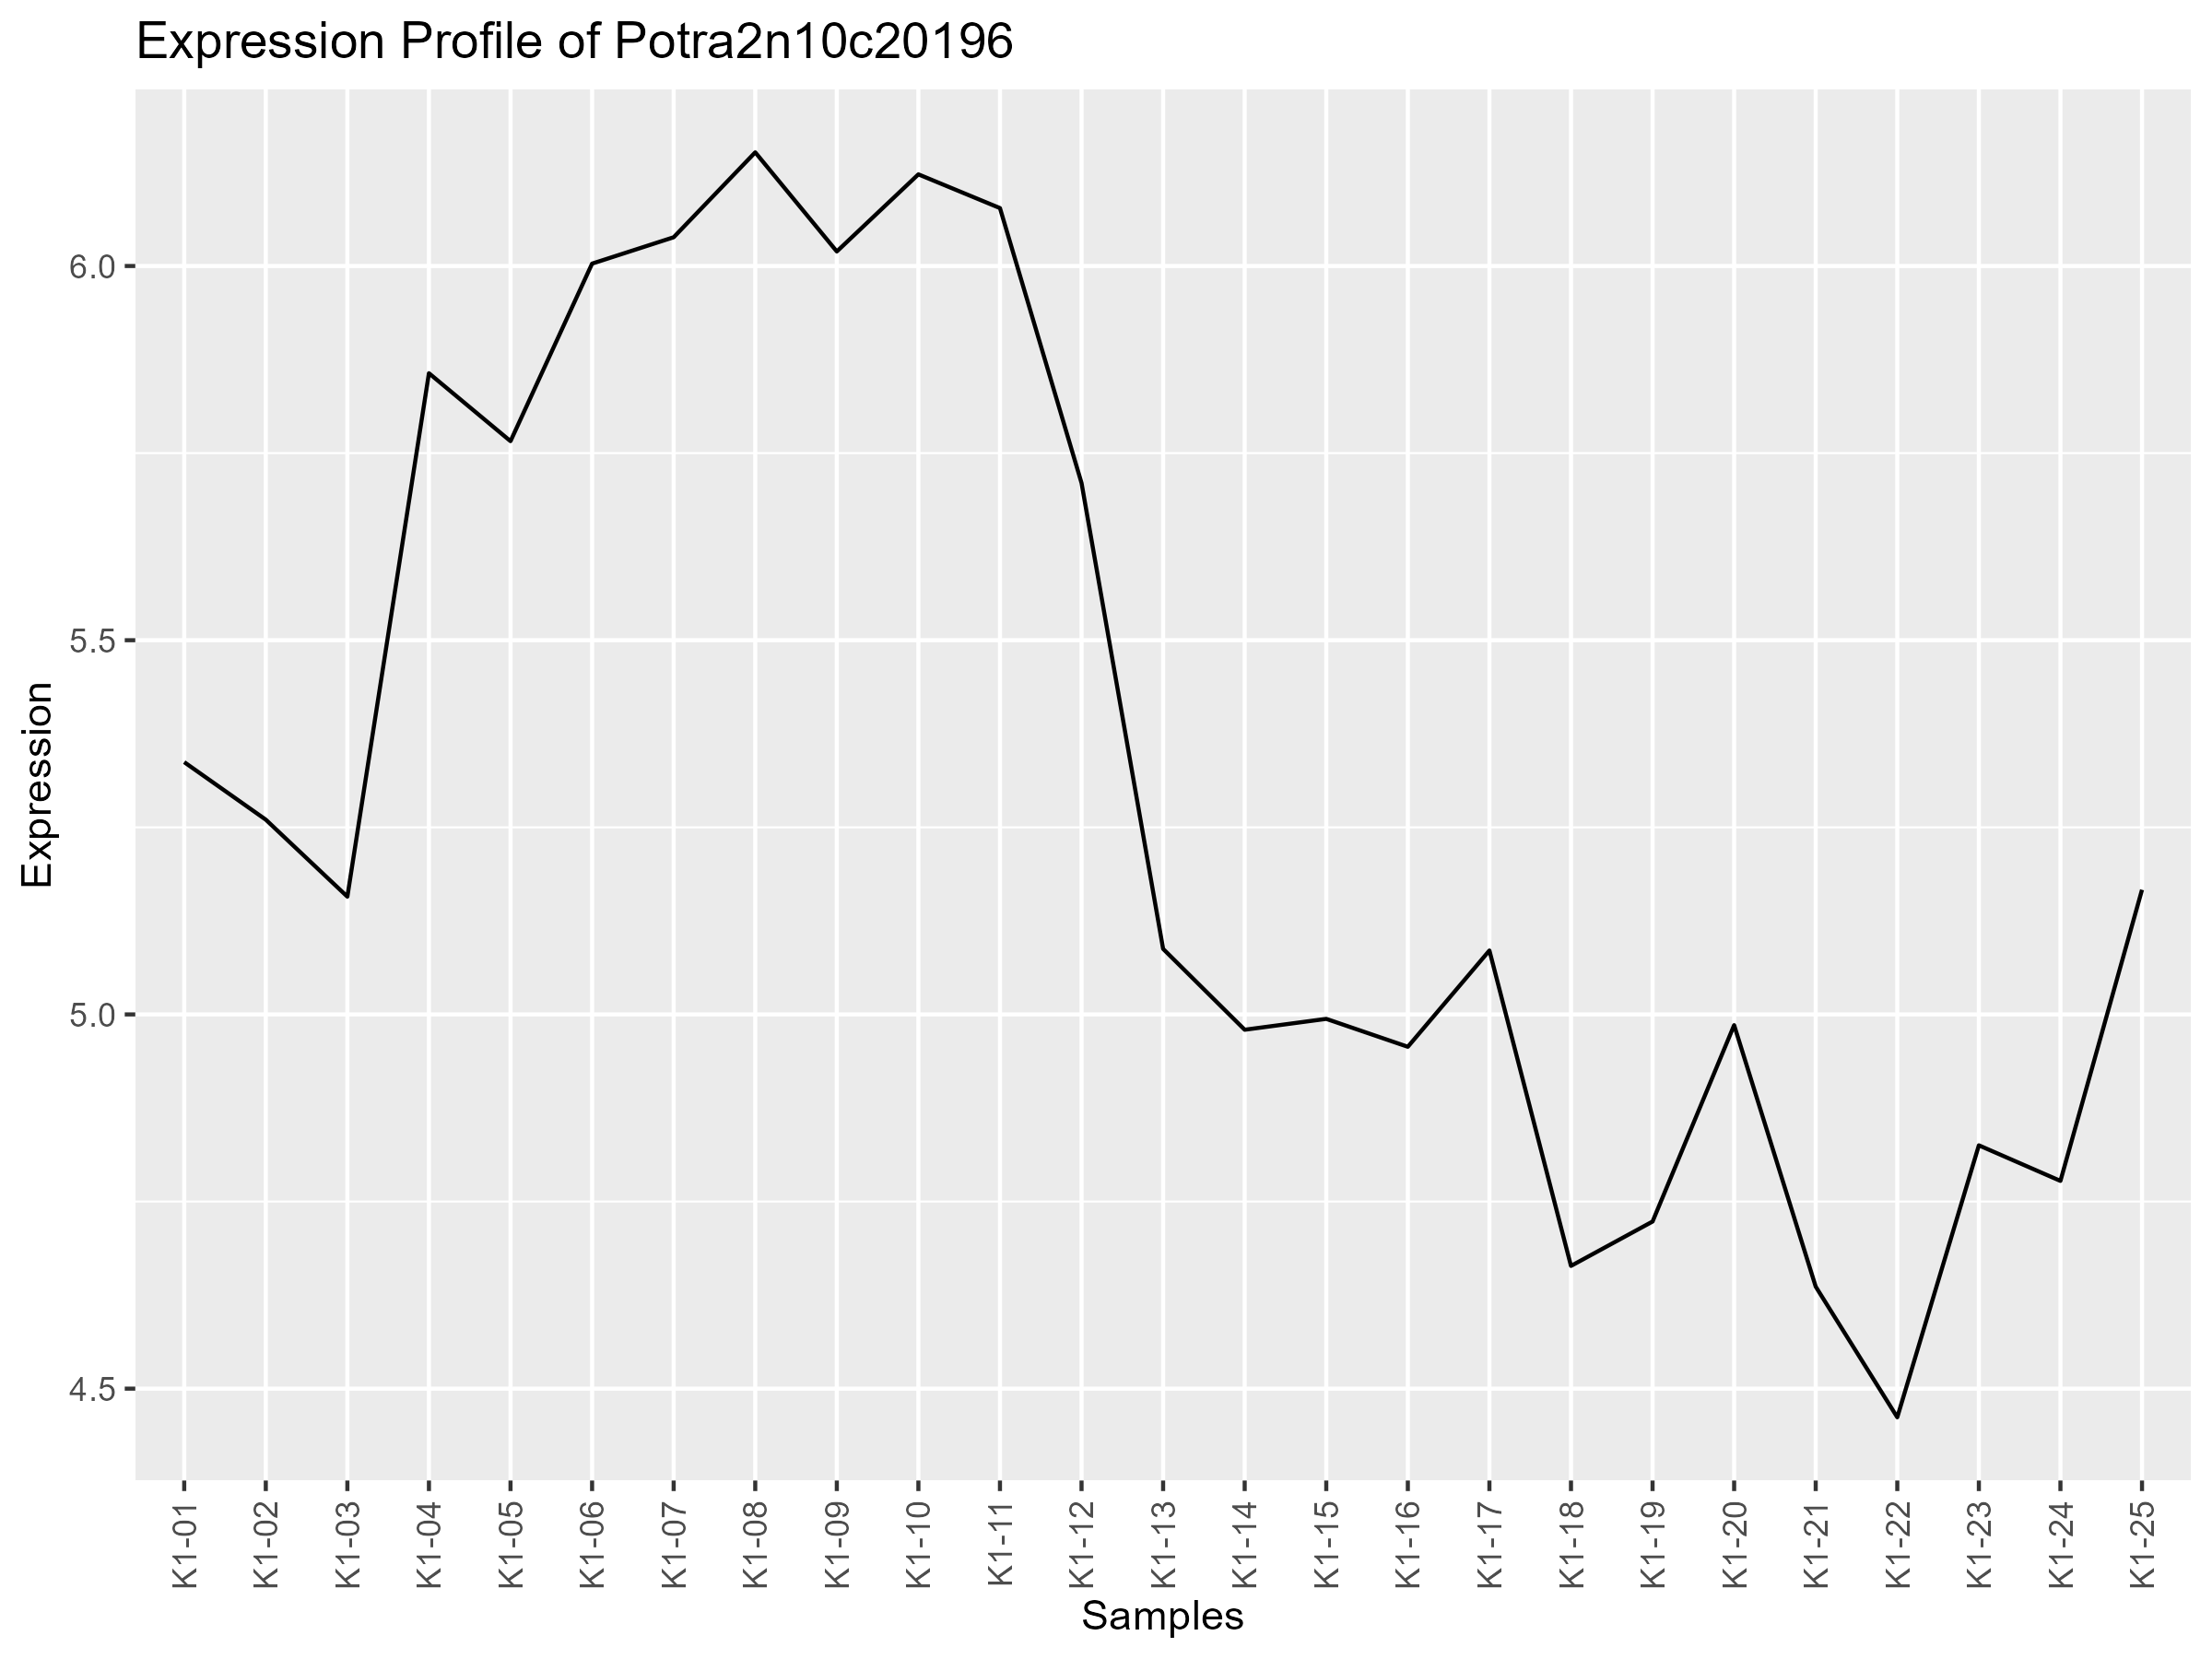 Expression Profile of Potra2n10c20196
Expression
6.0
5.5
5.0
4.5
K1-01
K1-02
K1-03
K1-04
K1-05
K1-06
K1-07
K1-08
K1-09
K1-10
K1-11
K1-12
K1-13
K1-14
K1-15
K1-16
K1-17
K1-18
K1-19
K1-20
K1-21
K1-22
K1-23
K1-24
K1-25
Samples